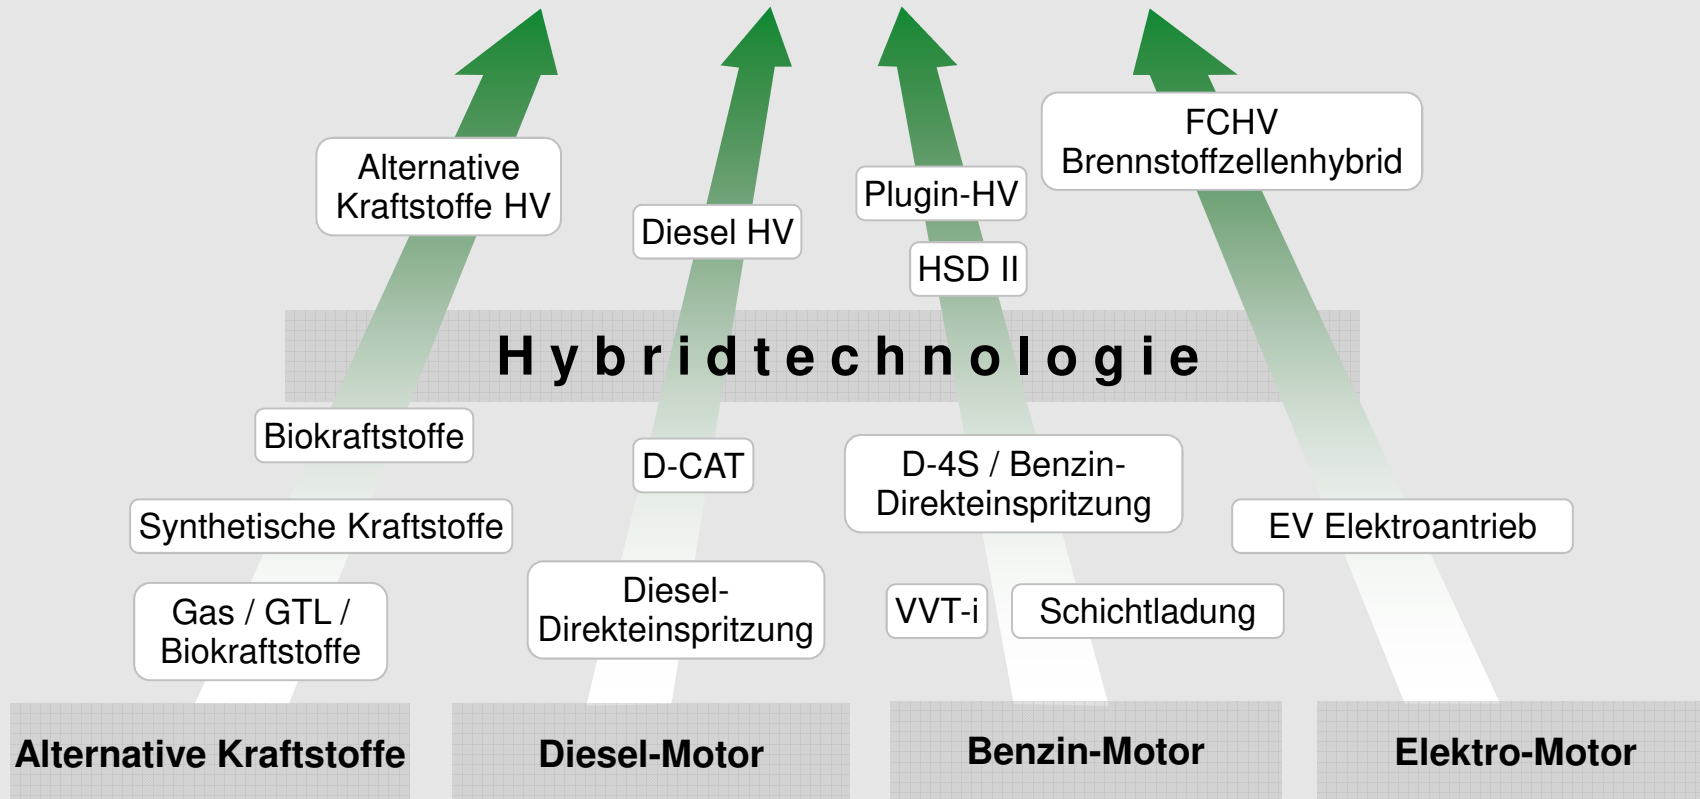 FCHV
Brennstoffzellenhybrid
Alternative
Kraftstoffe HV
Plugin-HV
Diesel HV
HSD II
Hybridtechnologie
Biokraftstoffe
D-CAT
D-4S / Benzin-
Direkteinspritzung
Synthetische Kraftstoffe
EV Elektroantrieb
Gas / GTL /
Biokraftstoffe
Diesel-
Direkteinspritzung
VVT-i
Schichtladung
Alternative Kraftstoffe
Diesel-Motor
Benzin-Motor
Elektro-Motor